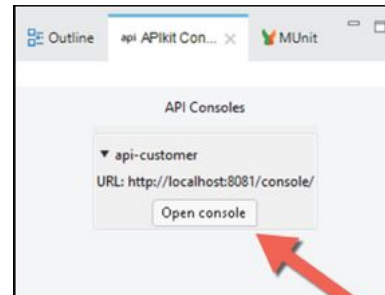 Outline api APIkit Con... MUnit
API Consoles
api-customer
URL: http://localhost:8081/console/
Open console